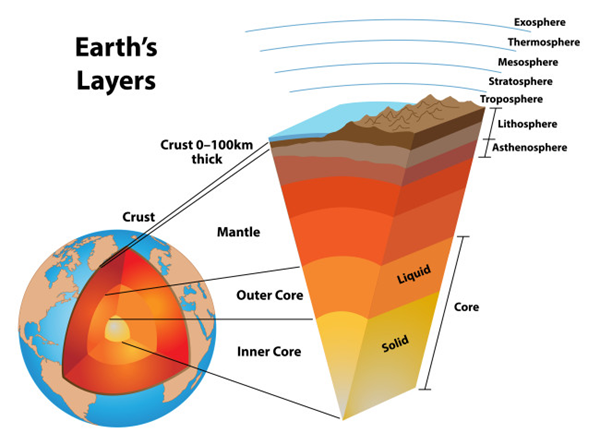 Earth's
Layers
Exosphere
Thermosphere
Mesosphere
Stratosphere
Troposphere
Lithosphere
Asthenosphere
Crust 0–100km
thick
Crust
Mantle
Outer Core
Inner Core
Liquid
Solid
Core